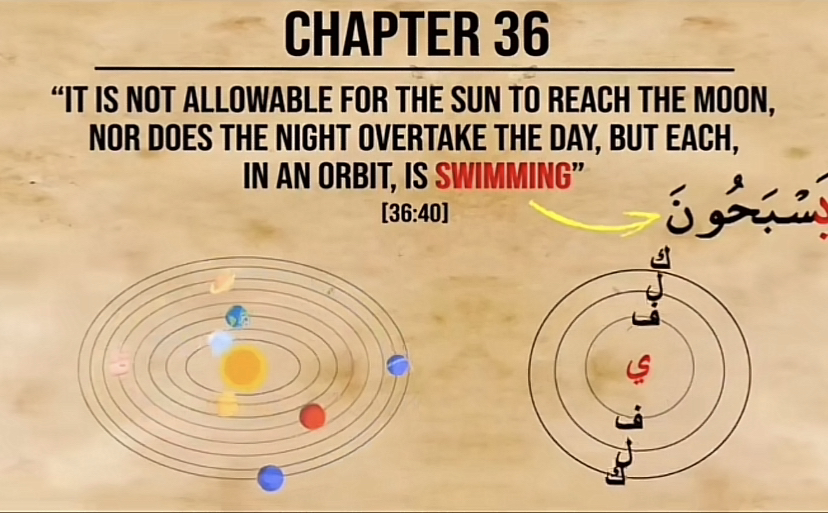 CHAPTER 36
“IT IS NOT ALLOWABLE FOR THE SUN TO REACH THE MOON,
NOR DOES THE NIGHT OVERTAKE THE DAY, BUT EACH,
IN AN ORBIT, IS SWIMMING”
[36:40]
يَسْبَحُونَ
ك
ل
ف
ي
ف
ل
ك